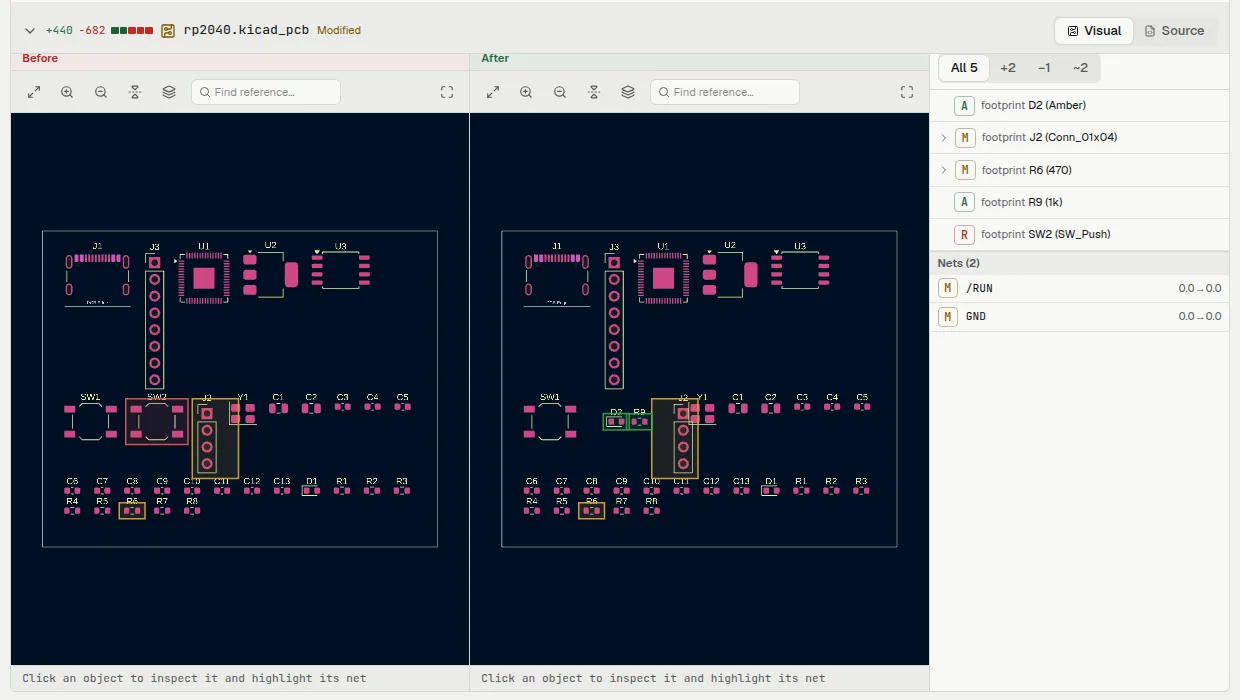 +440 -682 rp2040.kicad_pcb Modified Visual Source
Before
After
All 5 +2 −1 ~2
Find reference...
Find reference...
A footprint D2 (Amber)
M footprint J2 (Conn_01x04)
M footprint R6 (470)
A footprint R9 (1k)
R footprint SW2 (SW_Push)
Nets (2)
M /RUN 0.0→0.0
M GND 0.0→0.0
J1 J3 U1 U2 U3
SW1 SW2 J2 Y1 C1 C2 C3 C4 C5
C6 C7 C8 C9 C10 C11 C12 C13 D1 R1 R2 R3
R4 R5 R6 R7 R8
J1 J3 U1 U2 U3
SW1 J2 Y1 C1 C2 C3 C4 C5
D2 R9
C6 C7 C8 C9 C10 C11 C12 C13 D1 R1 R2 R3
R4 R5 R6 R7 R8
Click an object to inspect it and highlight its net
Click an object to inspect it and highlight its net